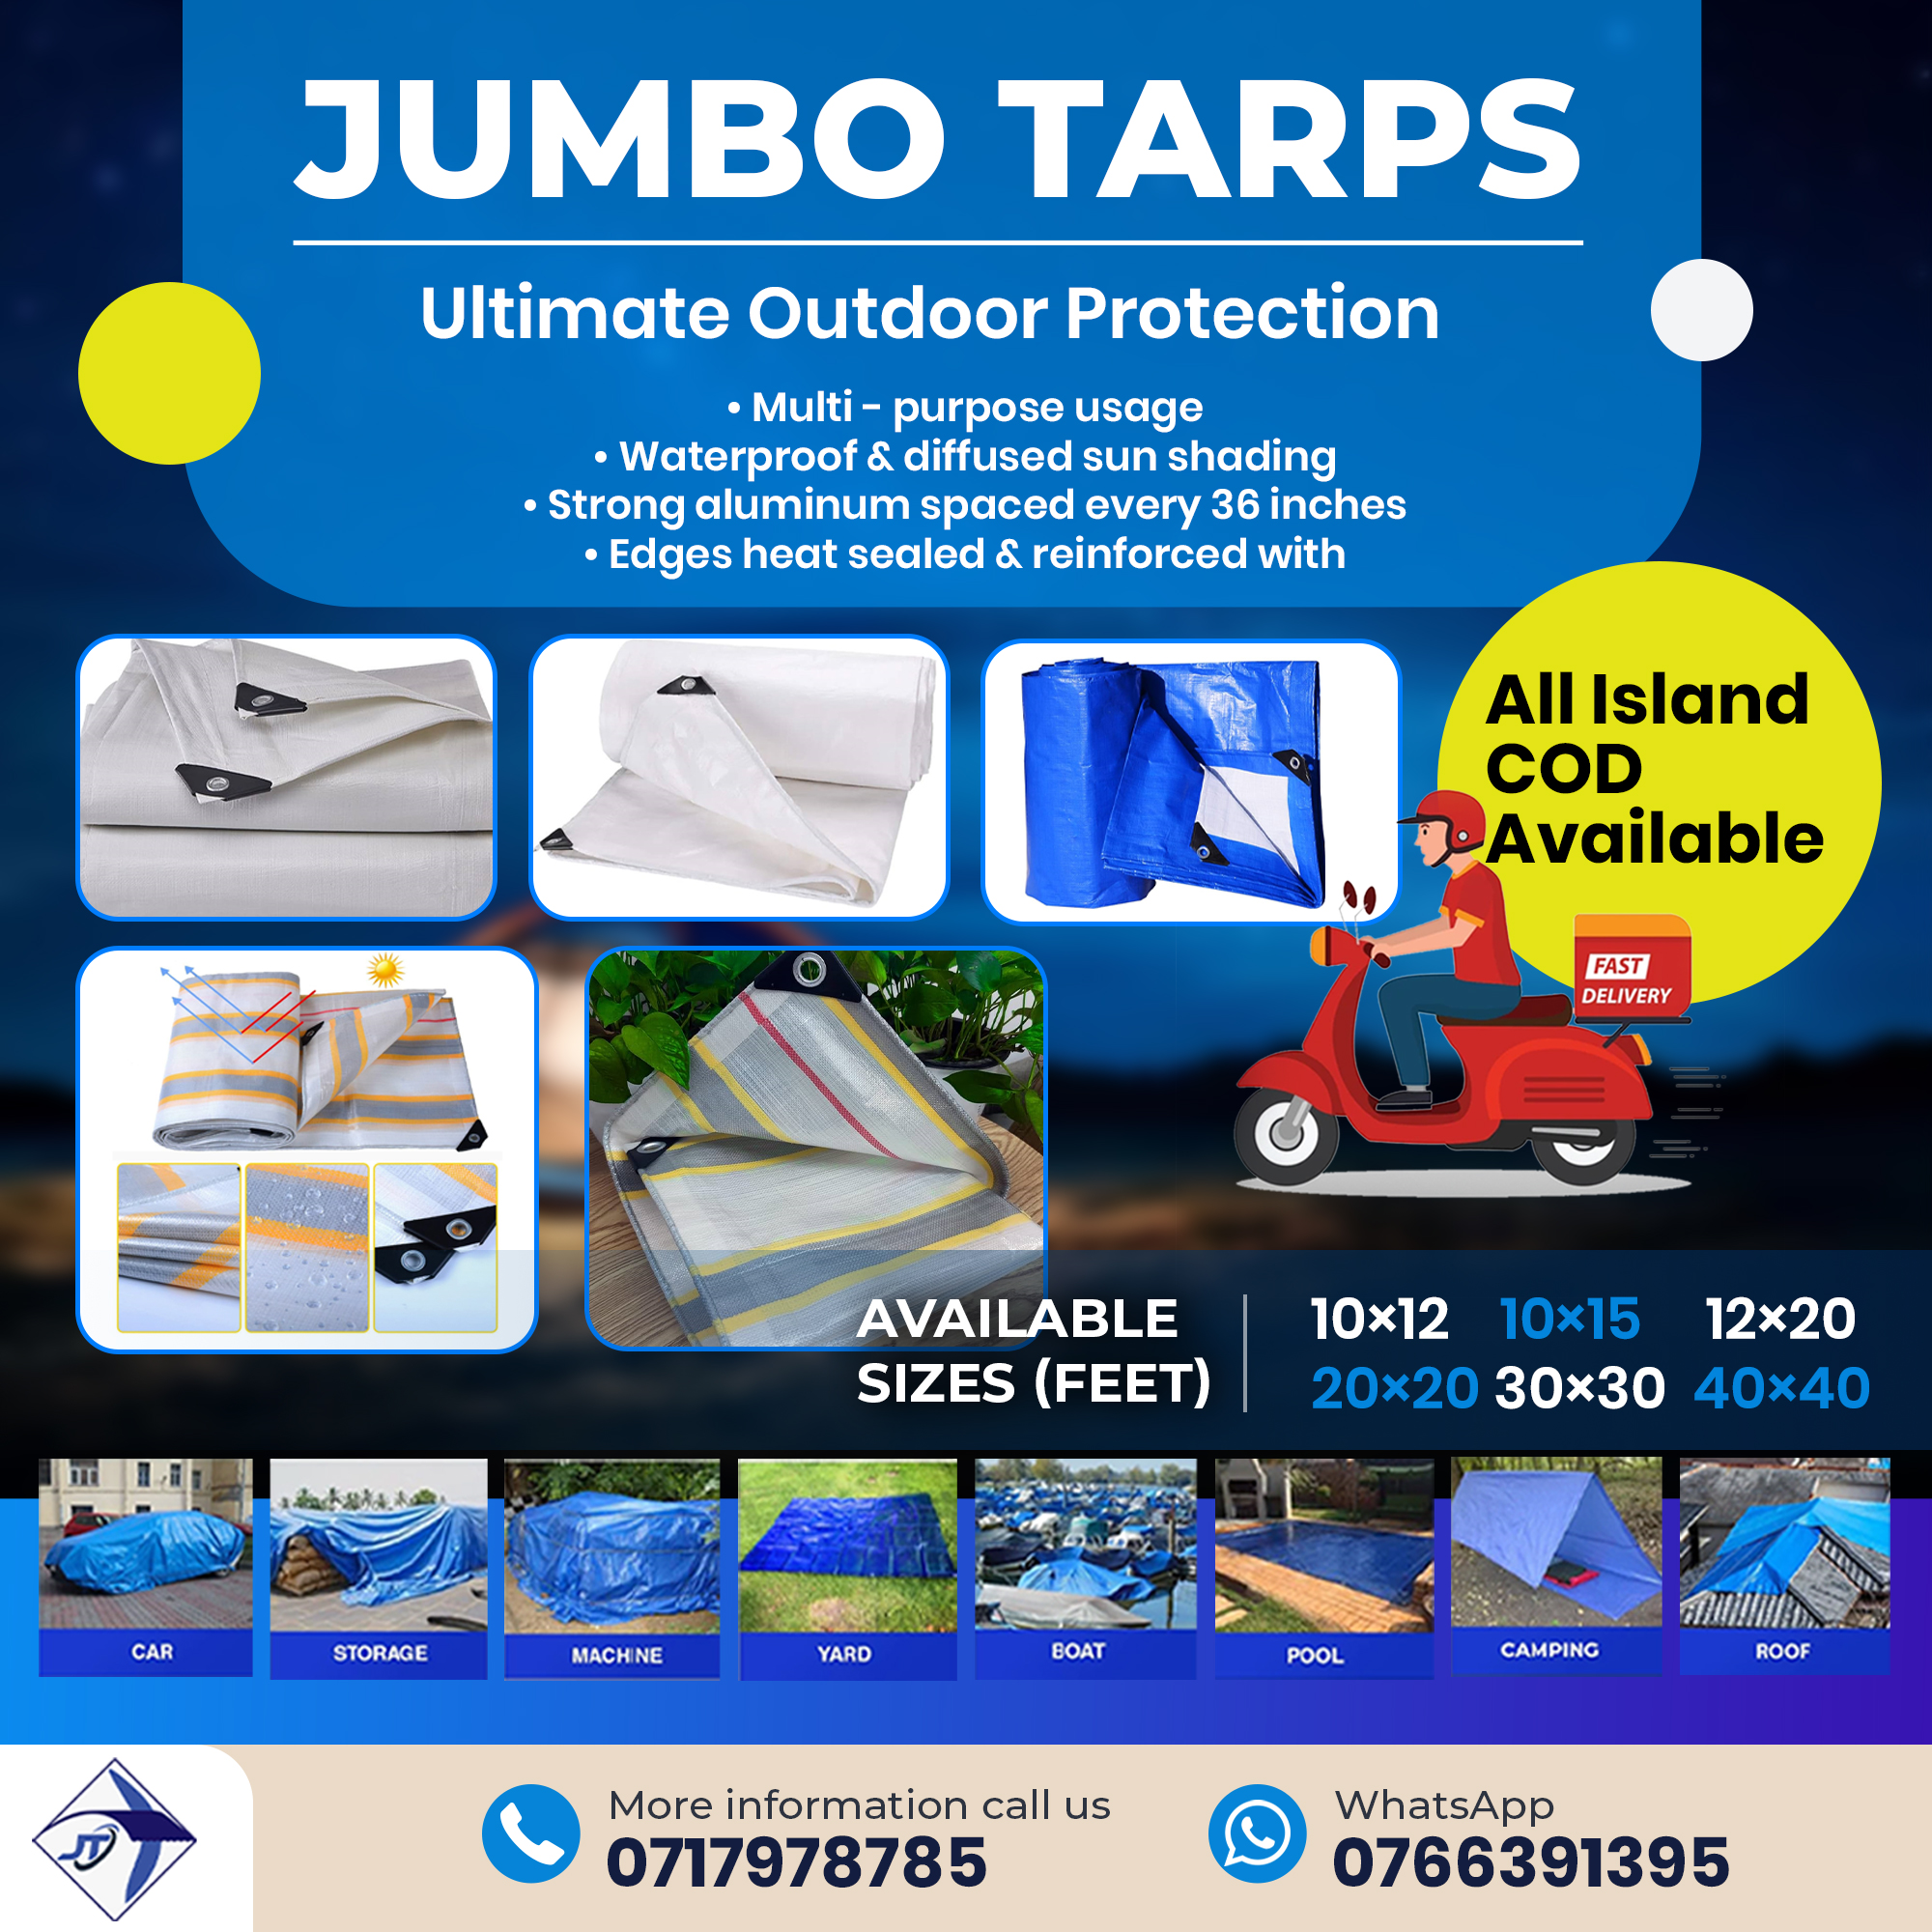 JUMBO TARPS
Ultimate Outdoor Protection
• Multi - purpose usage
• Waterproof & diffused sun shading
• Strong aluminum spaced every 36 inches
• Edges heat sealed & reinforced with
All Island
COD
Available
FAST
DELIVERY
AVAILABLE
SIZES (FEET)
10×12 10×15 12×20
20×20 30×30 40×40
CAR
STORAGE
MACHINE
YARD
BOAT
POOL
CAMPING
ROOF
JT
More information call us
0717978785
WhatsApp
0766391395